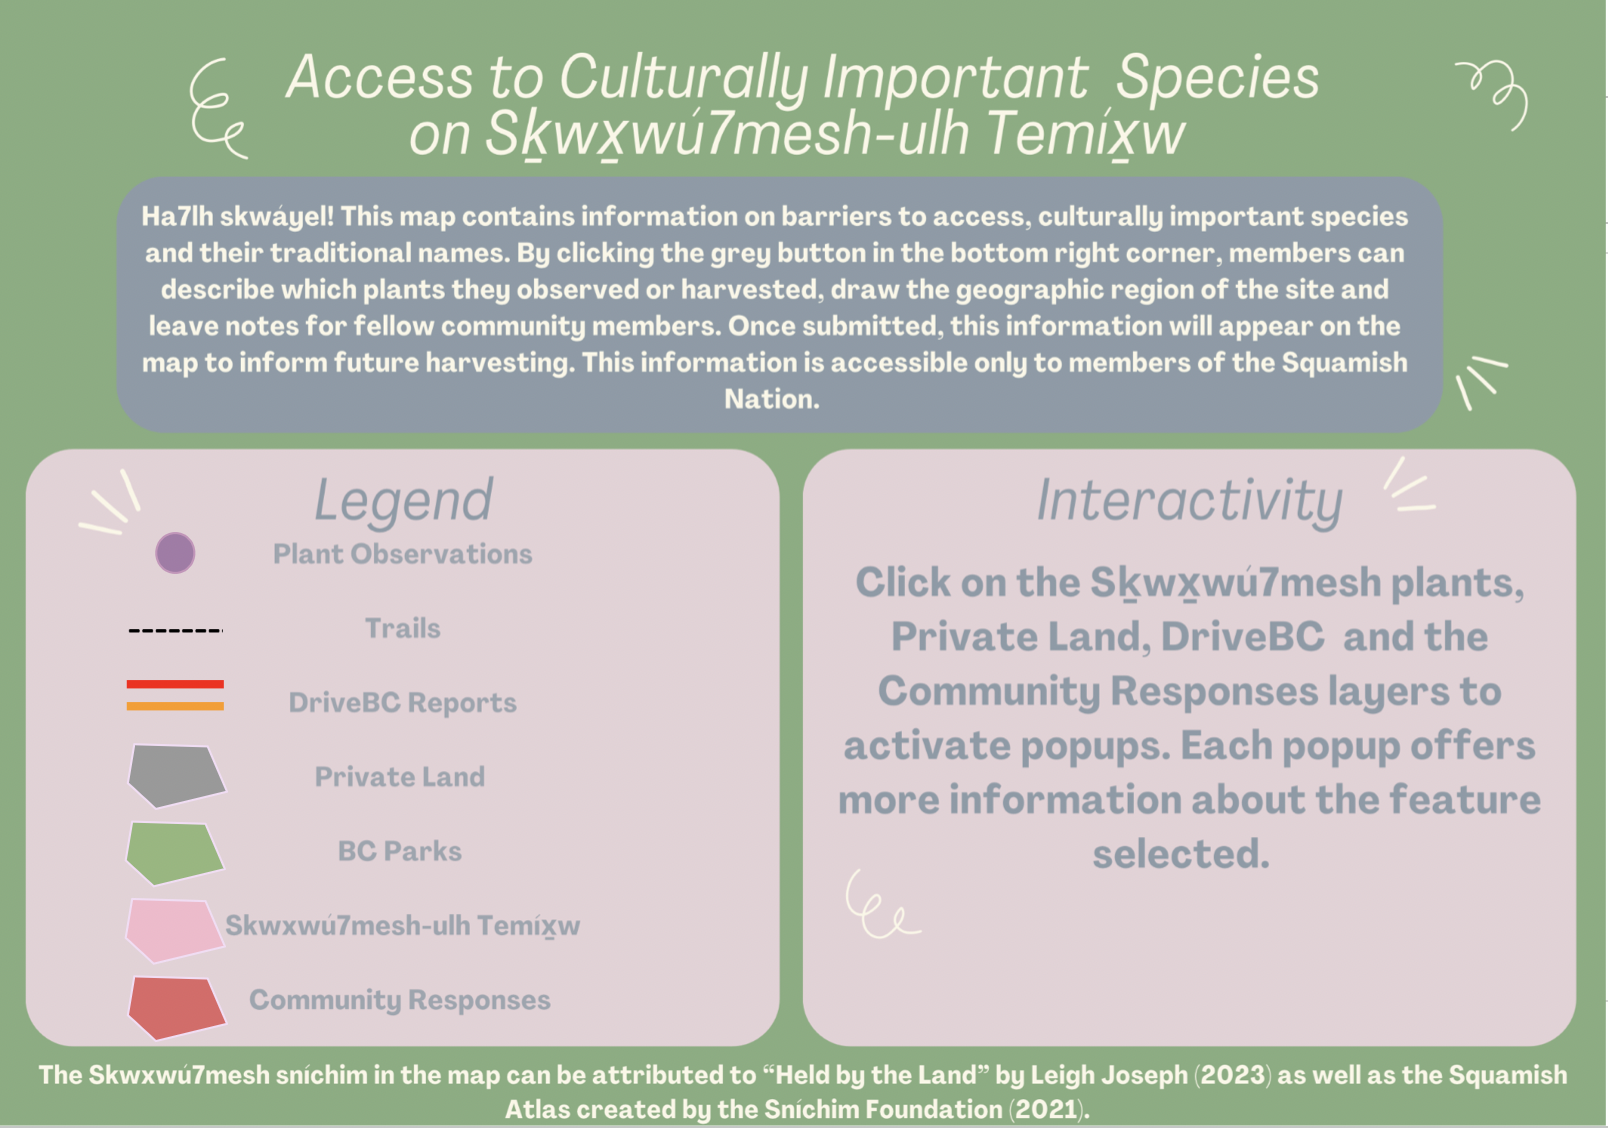 Access to Culturally Important  Species
on Sḵwx̱wú7mesh-ulh Temíx̱w
Ha7lh skwáyel! This map contains information on barriers to access, culturally important species
and their traditional names. By clicking the grey button in the bottom right corner, members can
describe which plants they observed or harvested, draw the geographic region of the site and
leave notes for fellow community members. Once submitted, this information will appear on the
map to inform future harvesting. This information is accessible only to members of the Squamish
Nation.
Legend
Plant Observations
Trails
DriveBC Reports
Private Land
BC Parks
Skwxwú7mesh-ulh Temíx̱w
Community Responses
Interactivity
Click on the Sḵwx̱wú7mesh plants,
Private Land, DriveBC  and the
Community Responses layers to
activate popups. Each popup offers
more information about the feature
selected.
The Skwxwú7mesh sníchim in the map can be attributed to “Held by the Land” by Leigh Joseph (2023) as well as the Squamish
Atlas created by the Sníchim Foundation (2021).